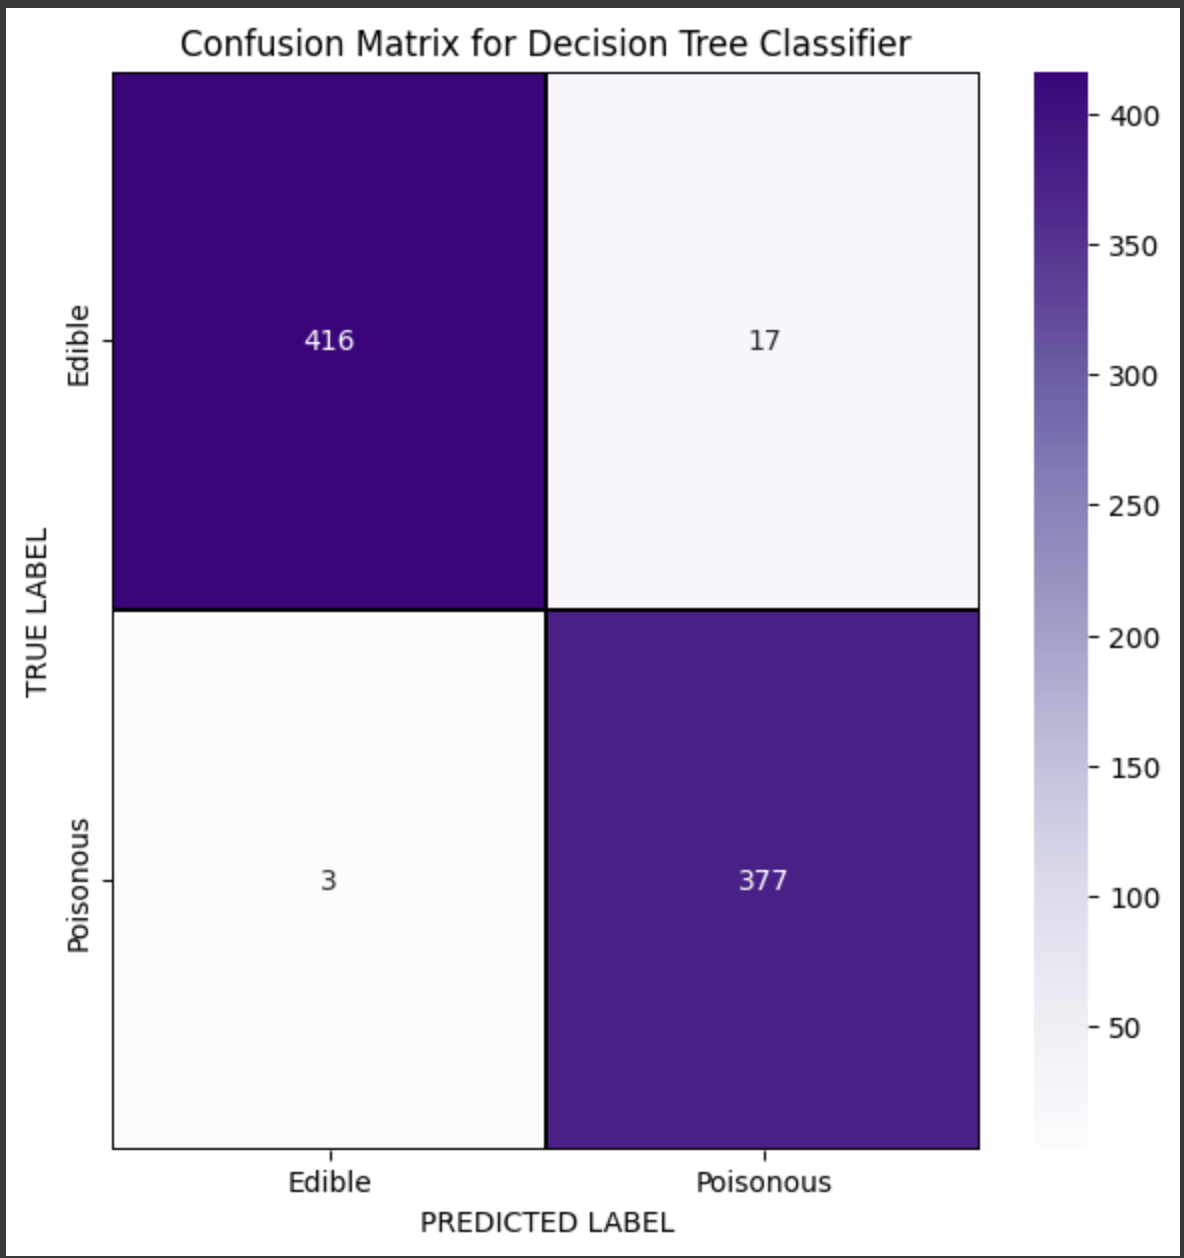 Confusion Matrix for Decision Tree Classifier
TRUE LABEL
Edible
416
17
Poisonous
3
377
Edible
Poisonous
PREDICTED LABEL
400
350
300
250
200
150
100
50